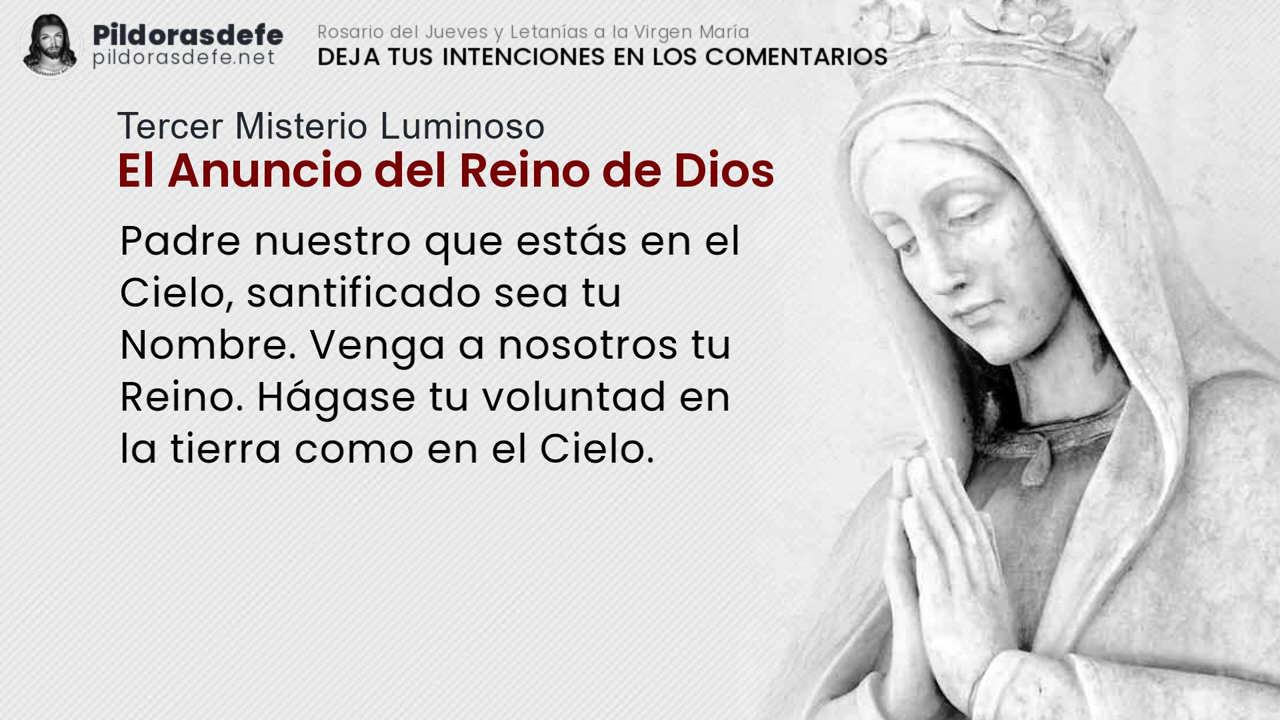 Pildorasdefe
pildorasdefe.net
Rosario del Jueves y Letanías a la Virgen María
DEJA TUS INTENCIONES EN LOS COMENTARIOS
Tercer Misterio Luminoso
El Anuncio del Reino de Dios
Padre nuestro que estás en el
Cielo, santificado sea tu
Nombre. Venga a nosotros tu
Reino. Hágase tu voluntad en
la tierra como en el Cielo.